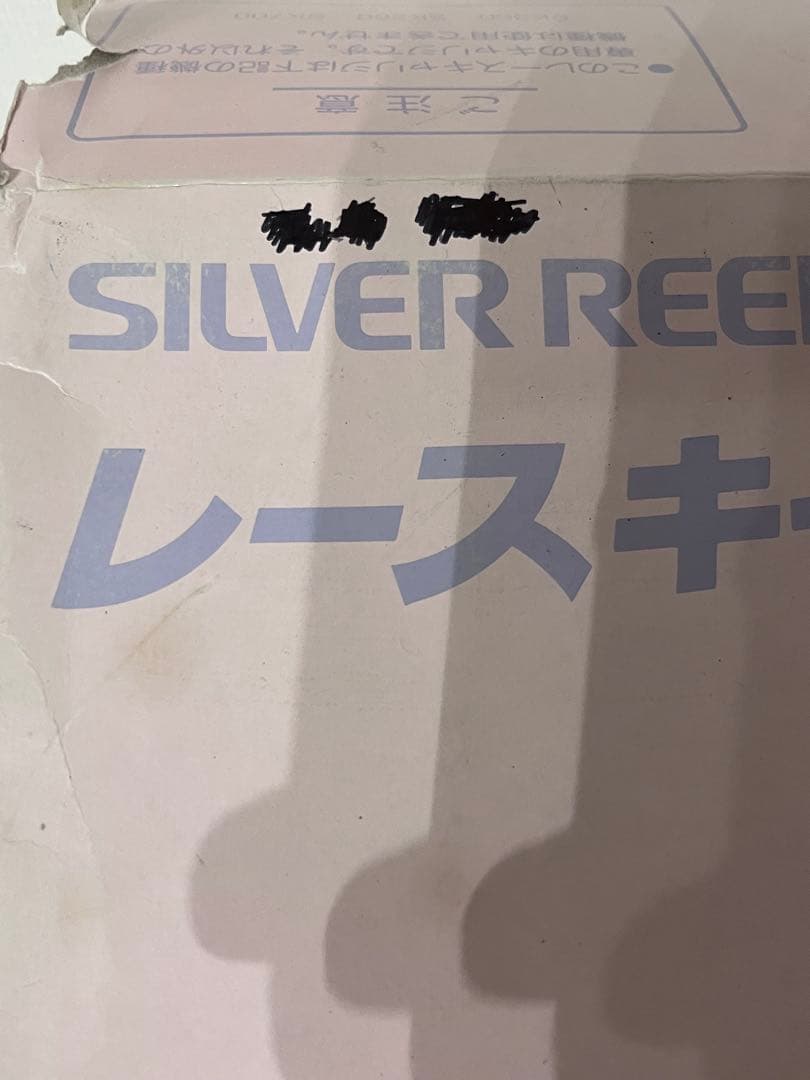 ご注意
●このレースキャリジは下記の機種
専用のキャリジです。それ以外の
機種は使用できません。
SILVER REE
レースキ